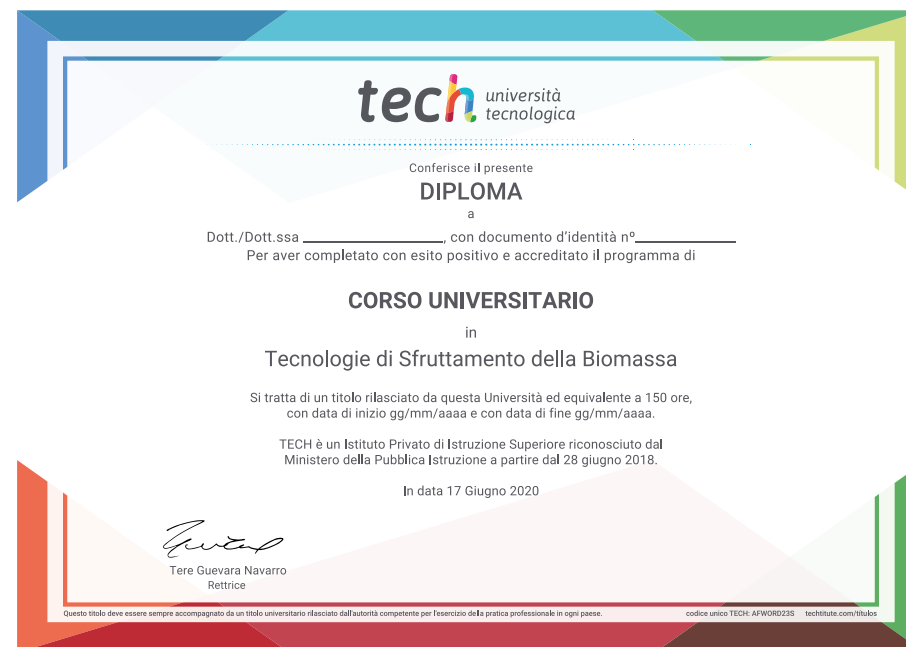 tech università
tecnologica
Conferisce il presente
DIPLOMA
a
Dott./Dott.ssa ____________________, con documento d'identità nº______________
Per aver completato con esito positivo e accreditato il programma di
CORSO UNIVERSITARIO
in
Tecnologie di Sfruttamento della Biomassa
Si tratta di un titolo rilasciato da questa Università ed equivalente a 150 ore,
con data di inizio gg/mm/aaaa e con data di fine gg/mm/aaaa.
TECH è un Istituto Privato di Istruzione Superiore riconosciuto dal
Ministero della Pubblica Istruzione a partire dal 28 giugno 2018.
In data 17 Giugno 2020
Tere Guevara Navarro
Rettrice
Questo titolo deve essere sempre accompagnato da un titolo universitario rilasciato dall'autorità competente per l'esercizio della pratica professionale in ogni paese. codice unico TECH: AFWORD23S techtitute.com/títulos